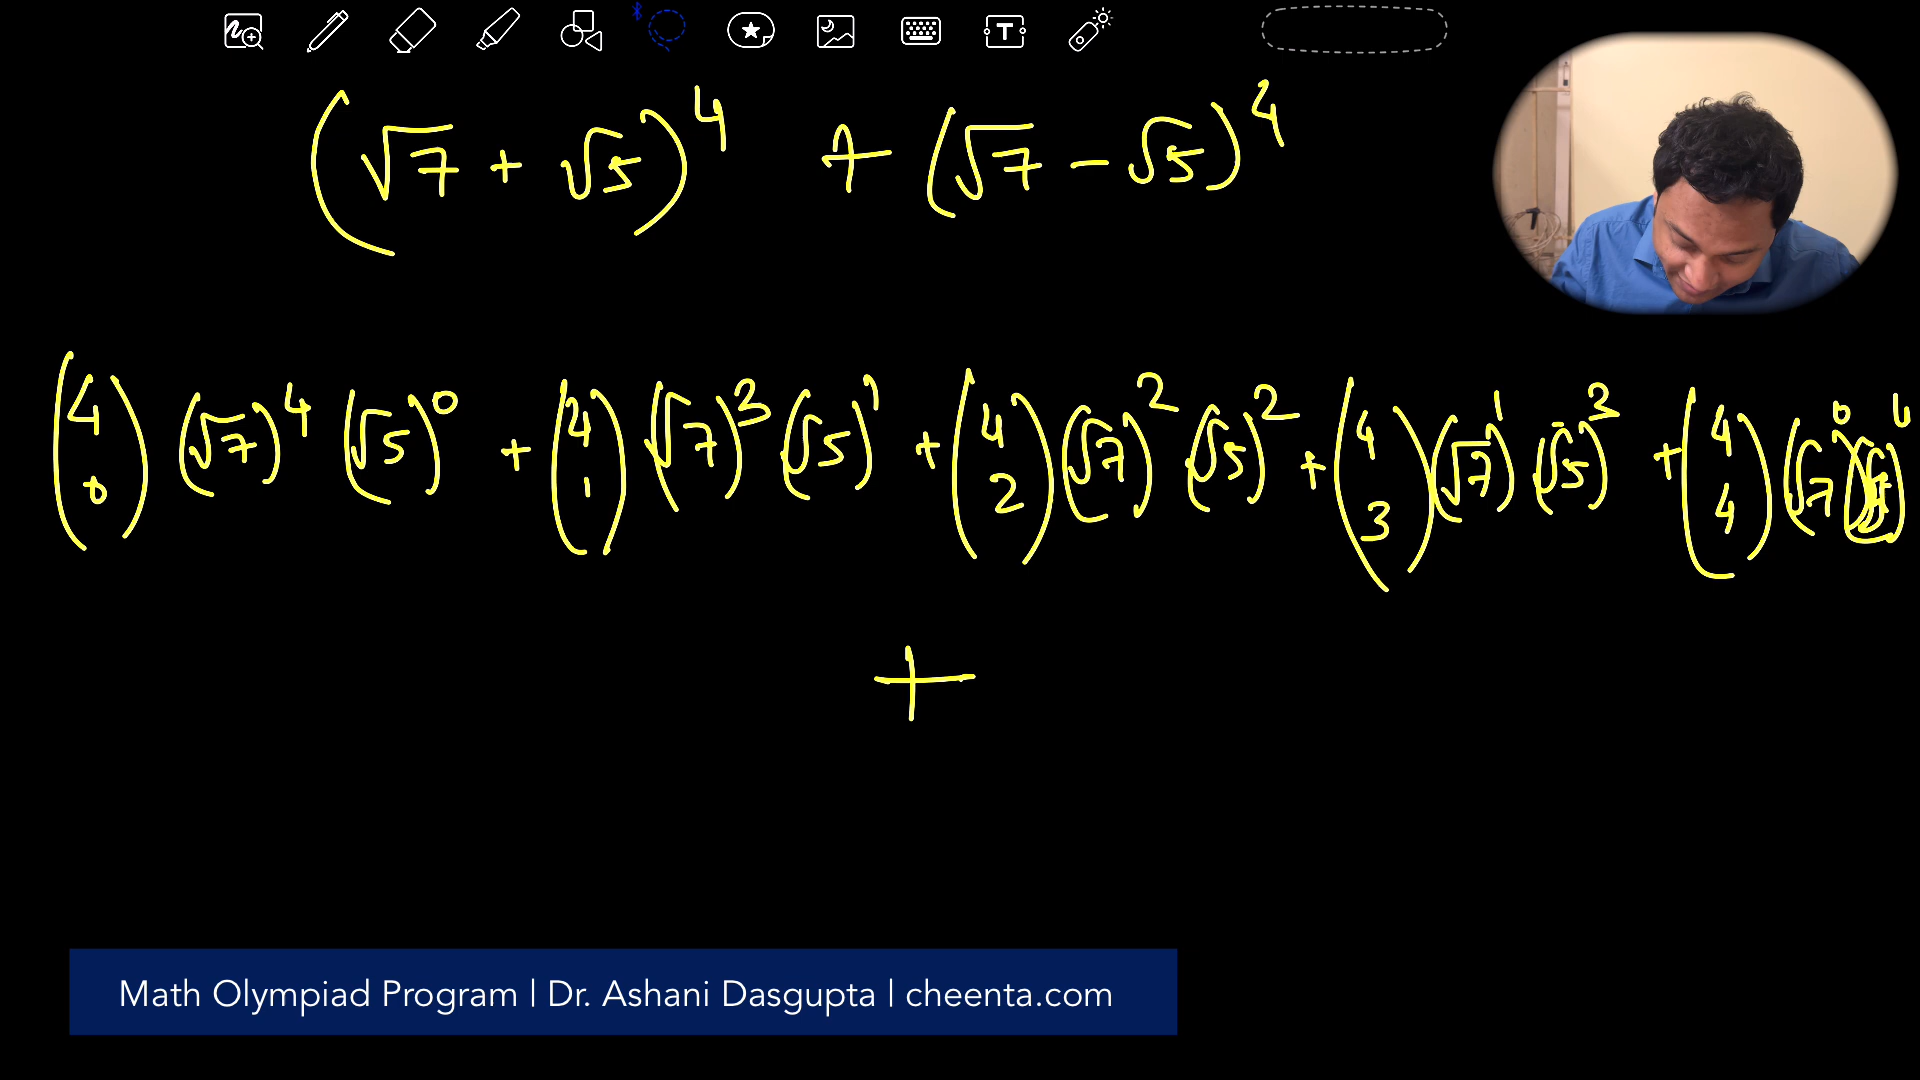 (√7 + √5)^4 + (√7 - √5)^4
(4 0) (√7)^4 (√5)^0 + (4 1) (√7)^3 (√5)^1 + (4 2) (√7)^2 (√5)^2 + (4 3) (√7)^1 (√5)^3 + (4 4) (√7)^0
+
Math Olympiad Program | Dr. Ashani Dasgupta | cheenta.com